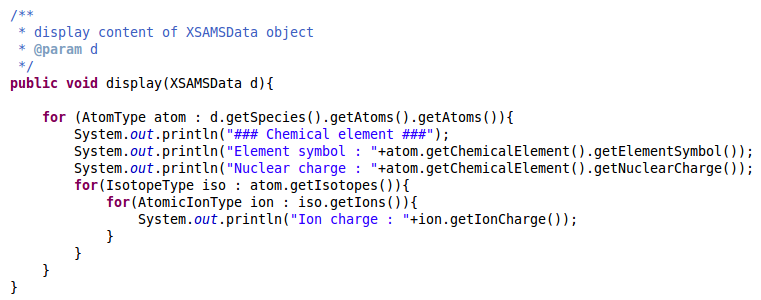 /**
 * display content of XSAMSData object
 * @param d
 */
public void display(XSAMSData d){
    for (AtomType atom : d.getSpecies().getAtoms().getAtoms()){
        System.out.println("### Chemical element ###");
        System.out.println("Element symbol : "+atom.getChemicalElement().getElementSymbol());
        System.out.println("Nuclear charge : "+atom.getChemicalElement().getNuclearCharge());
        for(IsotopeType iso : atom.getIsotopes()){
            for(AtomicIonType ion : iso.getIons()){
                System.out.println("Ion charge : "+ion.getIonCharge());
            }
        }
    }
}